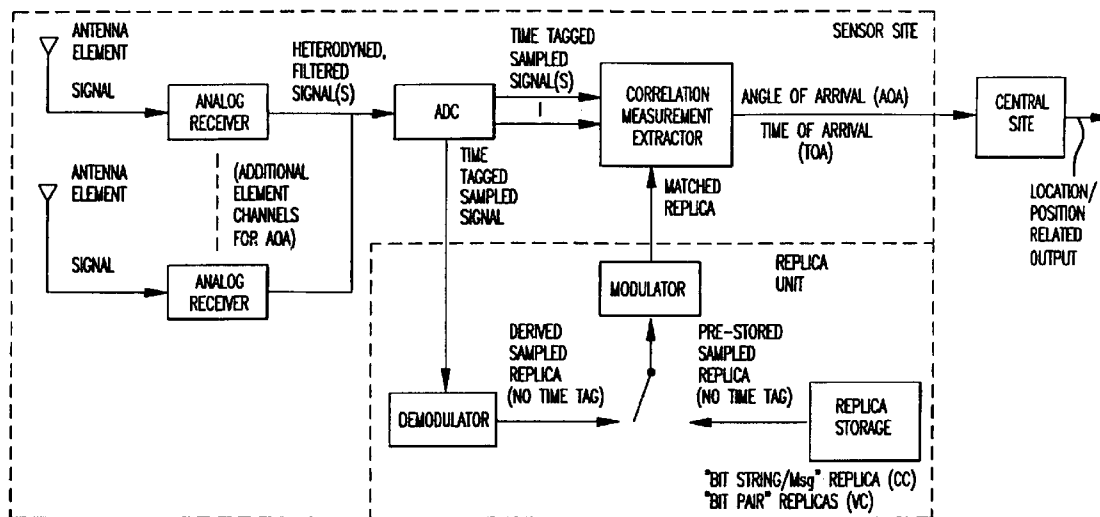 ANTENNA
ELEMENT
SIGNAL
ANALOG
RECEIVER
HETERODYNED,
FILTERED
SIGNAL(S)
ANTENNA
ELEMENT
SIGNAL
ANALOG
RECEIVER
(ADDITIONAL
ELEMENT
CHANNELS
FOR AOA)
ADC
TIME TAGGED
SAMPLED
SIGNAL(S)
TIME
TAGGED
SAMPLED
SIGNAL
CORRELATION
MEASUREMENT
EXTRACTOR
SENSOR SITE
ANGLE OF ARRIVAL (AOA)
TIME OF ARRIVAL
(TOA)
CENTRAL
SITE
LOCATION/
POSITION
RELATED
OUTPUT
MATCHED
REPLICA
REPLICA
UNIT
MODULATOR
DERIVED
SAMPLED
REPLICA
(NO TIME TAG)
PRE-STORED
SAMPLED
REPLICA
(NO TIME TAG)
DEMODULATOR
REPLICA
STORAGE
"BIT STRING/Msg" REPLICA (CC)
"BIT PAIR" REPLICAS (VC)